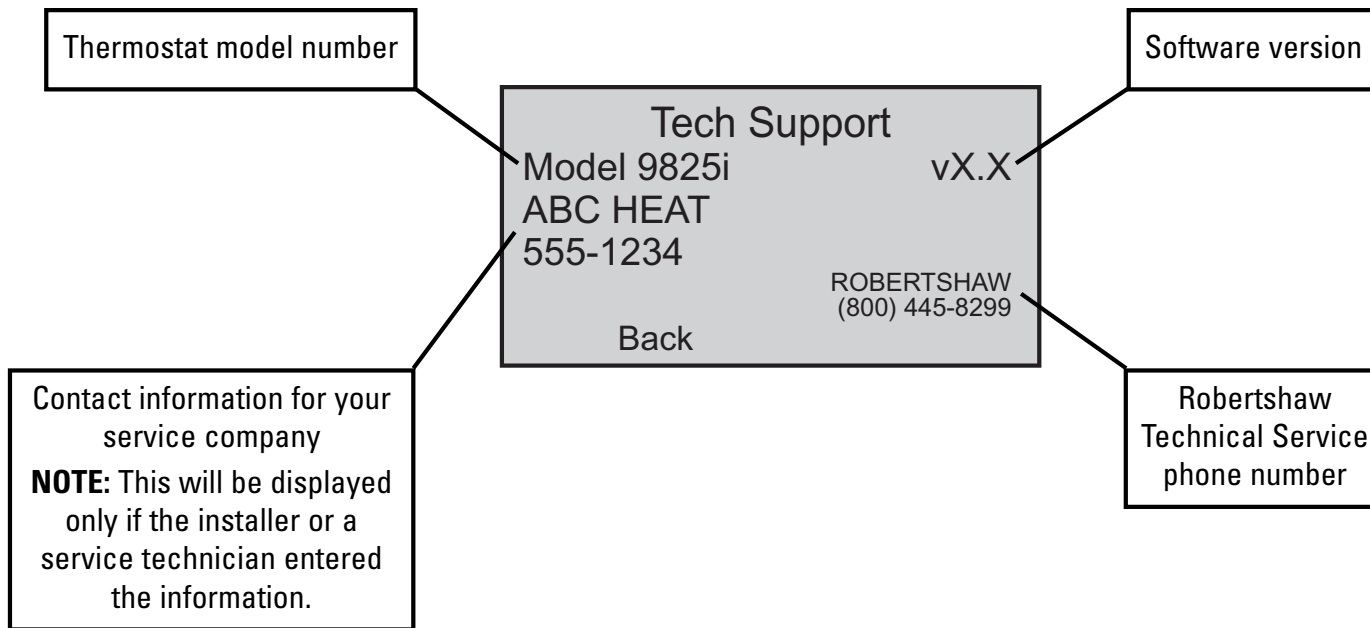 Thermostat model number
Software version
Tech Support
Model 9825i
vX.X
ABC HEAT
555-1234
ROBERTSHAW
(800) 445-8299
Back
Contact information for your
service company
NOTE: This will be displayed
only if the installer or a
service technician entered
the information.
Robertshaw
Technical Service
phone number